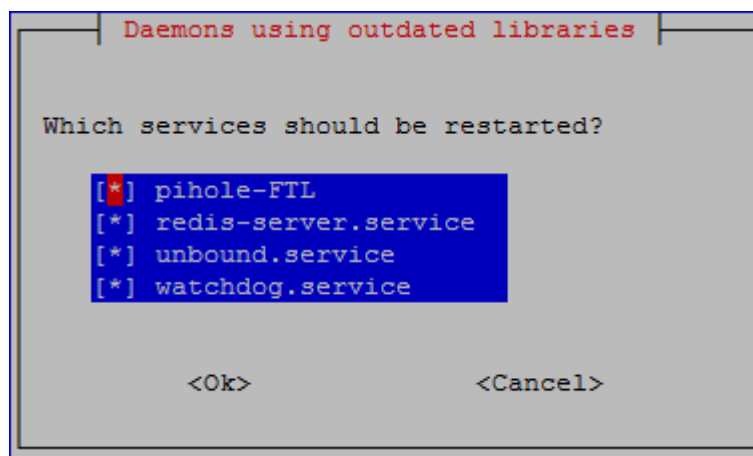 Daemons using outdated libraries
Which services should be restarted?
[*] pihole-FTL
[*] redis-server.service
[*] unbound.service
[*] watchdog.service
<Ok> <Cancel>